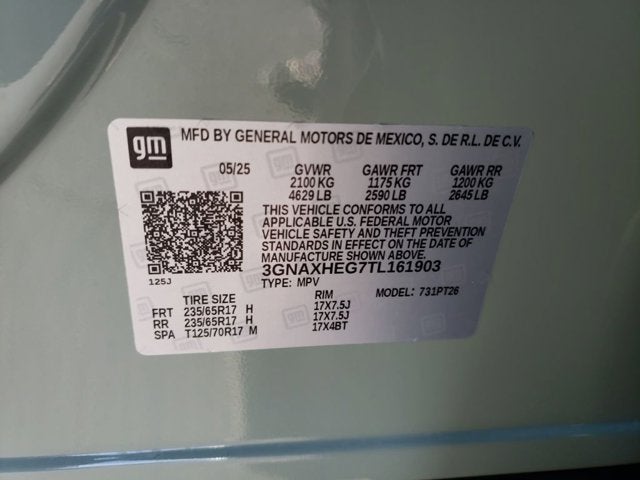 gm
MFD BY GENERAL MOTORS DE MEXICO, S. DE R.L. DE C.V.
05/25 GVWR GAWR FRT GAWR RR
2100 KG 1175 KG 1200 KG
4629 LB 2590 LB 2645 LB
THIS VEHICLE CONFORMS TO ALL
APPLICABLE U.S. FEDERAL MOTOR
VEHICLE SAFETY AND THEFT PREVENTION
STANDARDS IN EFFECT ON THE DATE OF
MANUFACTURE SHOWN ABOVE.
3GNAXHEG7TL161903
125J TYPE: MPV MODEL: 731PT26
TIRE SIZE RIM
FRT 235/65R17 H 17X7.5J
RR 235/65R17 H 17X7.5J
SPA T125/70R17 M 17X4BT